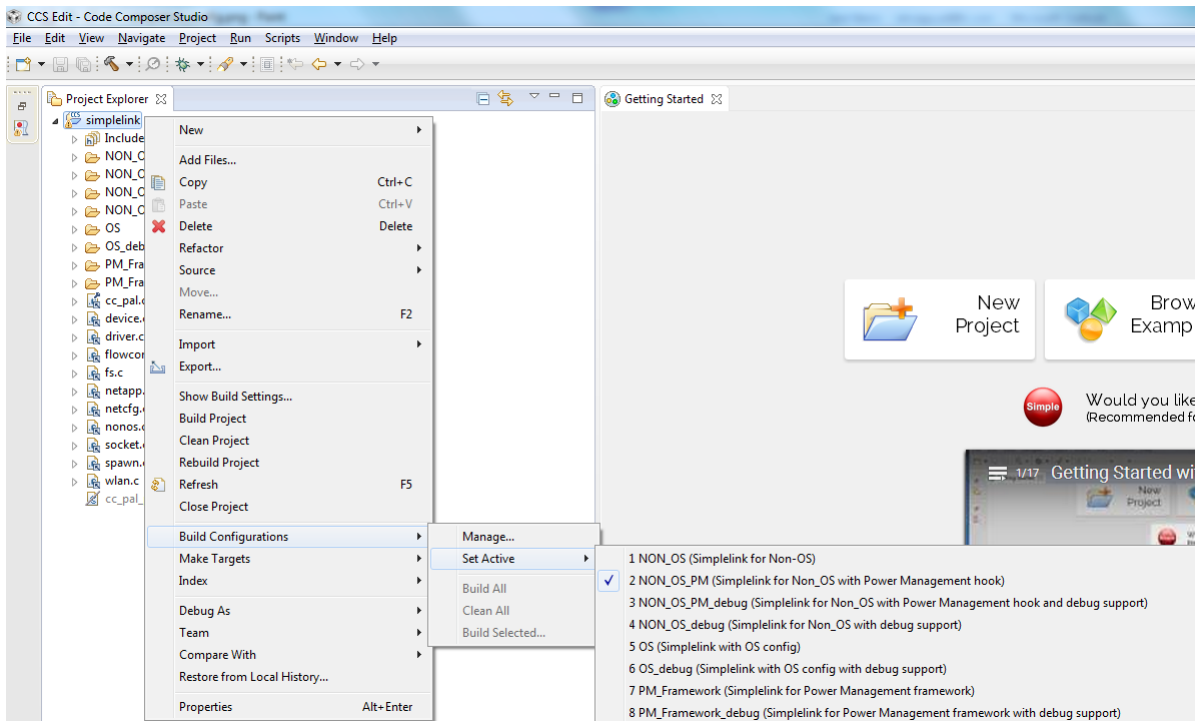 CCS Edit - Code Composer Studio
File Edit View Navigate Project Run Scripts Window Help
Project Explorer
Getting Started
simplelink
Include
NON_O
NON_O
NON_O
NON_O
OS
OS_deb
PM_Fra
PM_Fra
cc_pal.
device.
driver.c
flowcor
fs.c
netapp.
netcfg.
nonos.
socket.
spawn.
wlan.c
cc_pal_
New
Add Files...
Copy Ctrl+C
Paste Ctrl+V
Delete Delete
Refactor
Source
Move...
Rename... F2
Import
Export...
Show Build Settings...
Build Project
Clean Project
Rebuild Project
Refresh F5
Close Project
Build Configurations
Make Targets
Index
Debug As
Team
Compare With
Restore from Local History...
Properties Alt+Enter
Manage...
Set Active
Build All
Clean All
Build Selected...
1 NON_OS (Simplelink for Non-OS)
2 NON_OS_PM (Simplelink for Non_OS with Power Management hook)
3 NON_OS_PM_debug (Simplelink for Non_OS with Power Management hook and debug support)
4 NON_OS_debug (Simplelink for Non_OS with debug support)
5 OS (Simplelink with OS config)
6 OS_debug (Simplelink with OS config with debug support)
7 PM_Framework (Simplelink for Power Management framework)
8 PM_Framework_debug (Simplelink for Power Management framework with debug support)
New
Project
Brow
Examp
Simple
Would you like
(Recommended fo
1/17 Getting Started wi
New
Project